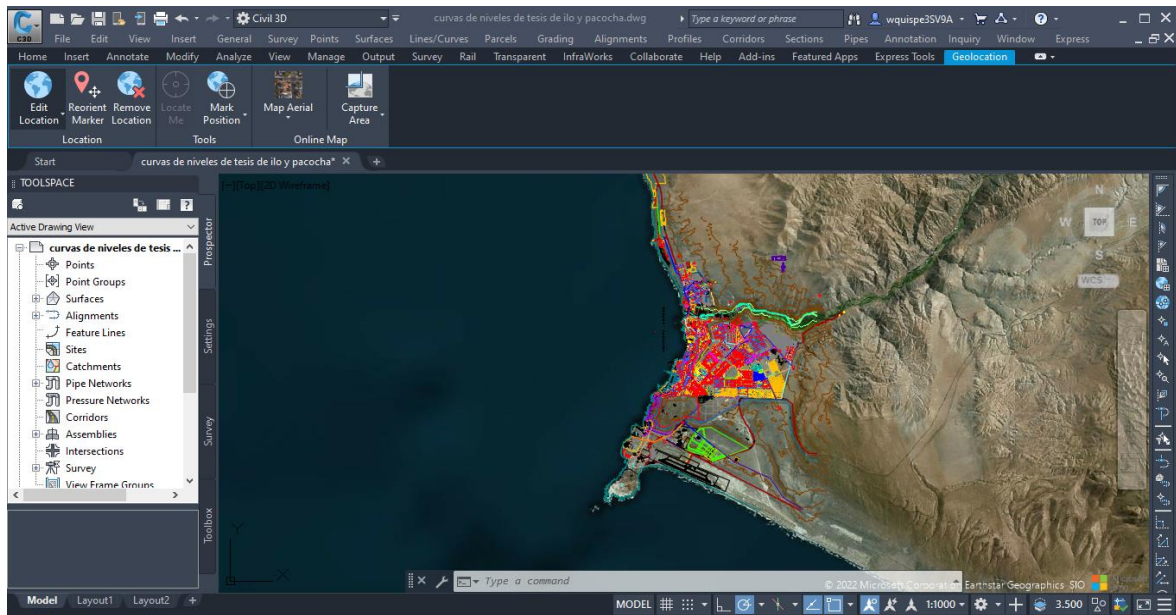 C3D
Civil 3D
curvas de niveles de tesis de ilo y pacocha.dwg
Type a keyword or phrase
wquispe3SV9A
File Edit View Insert General Survey Points Surfaces Lines/Curves Parcels Grading Alignments Profiles Corridors Sections Pipes Annotation Inquiry Window Express
Home Insert Annotate Modify Analyze View Manage Output Survey Rail Transparent InfraWorks Collaborate Help Add-ins Featured Apps Express Tools Geolocation
Edit Location
Reorient Marker
Remove Location
Locate Me
Mark Position
Map Aerial
Capture Area
Location Tools Online Map
Start curvas de niveles de tesis de ilo y pacocha* +
TOOLSPACE
[−][Top][2D Wireframe]
Active Drawing View
curvas de niveles de tesis ...
Points
Point Groups
Surfaces
Alignments
Feature Lines
Sites
Catchments
Pipe Networks
Pressure Networks
Corridors
Assemblies
Intersections
Survey
View Frame Groups
Prospector
Settings
Survey
Toolbox
N
W TOP E
S
WCS
Y
X
Type a command
© 2022 Microsoft Corporation Earthstar Geographics SIO
Model Layout1 Layout2 +
MODEL 1:1000 3.500